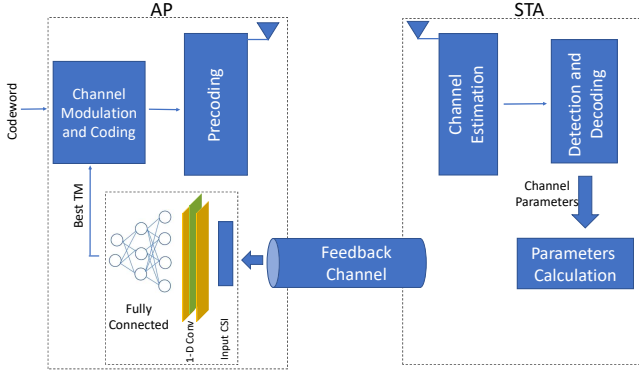 AP
STA
Codeword
Channel
Modulation
and Coding
Precoding
Channel
Estimation
Detection and
Decoding
Best TM
Channel
Parameters
Feedback
Channel
Parameters
Calculation
Fully
Connected
1-D Conv
Input CSI